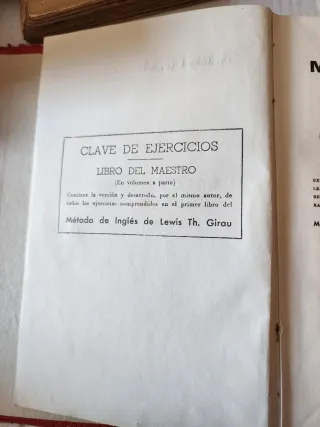 CLAVE DE EJERCICIOS
LIBRO DEL MAESTRO
(En volumen a parte)
Contiene la versión y desarrollo, por el mismo autor, de
todos los ejercicios comprendidos en el primer libro del
Método de Inglés de Lewis Th. Girau
M